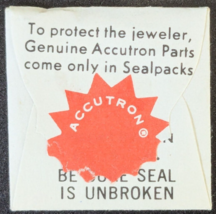 To protect the jeweler,
Genuine Accutron Parts
come only in Sealpacks
ACCUTRON®
SEAL
IS UNBROKEN